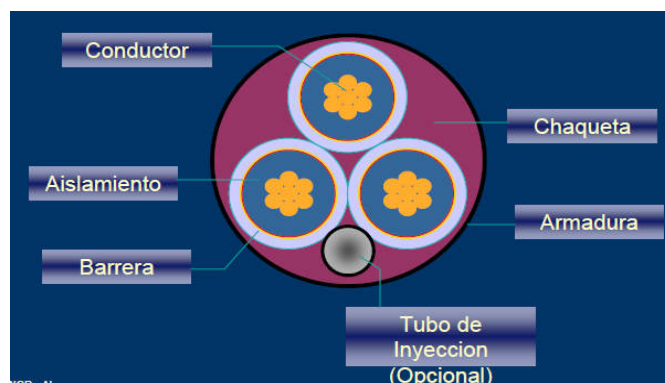 Conductor
Chaqueta
Aislamiento
Armadura
Barrera
Tubo de
Inyeccion
(Opcional)